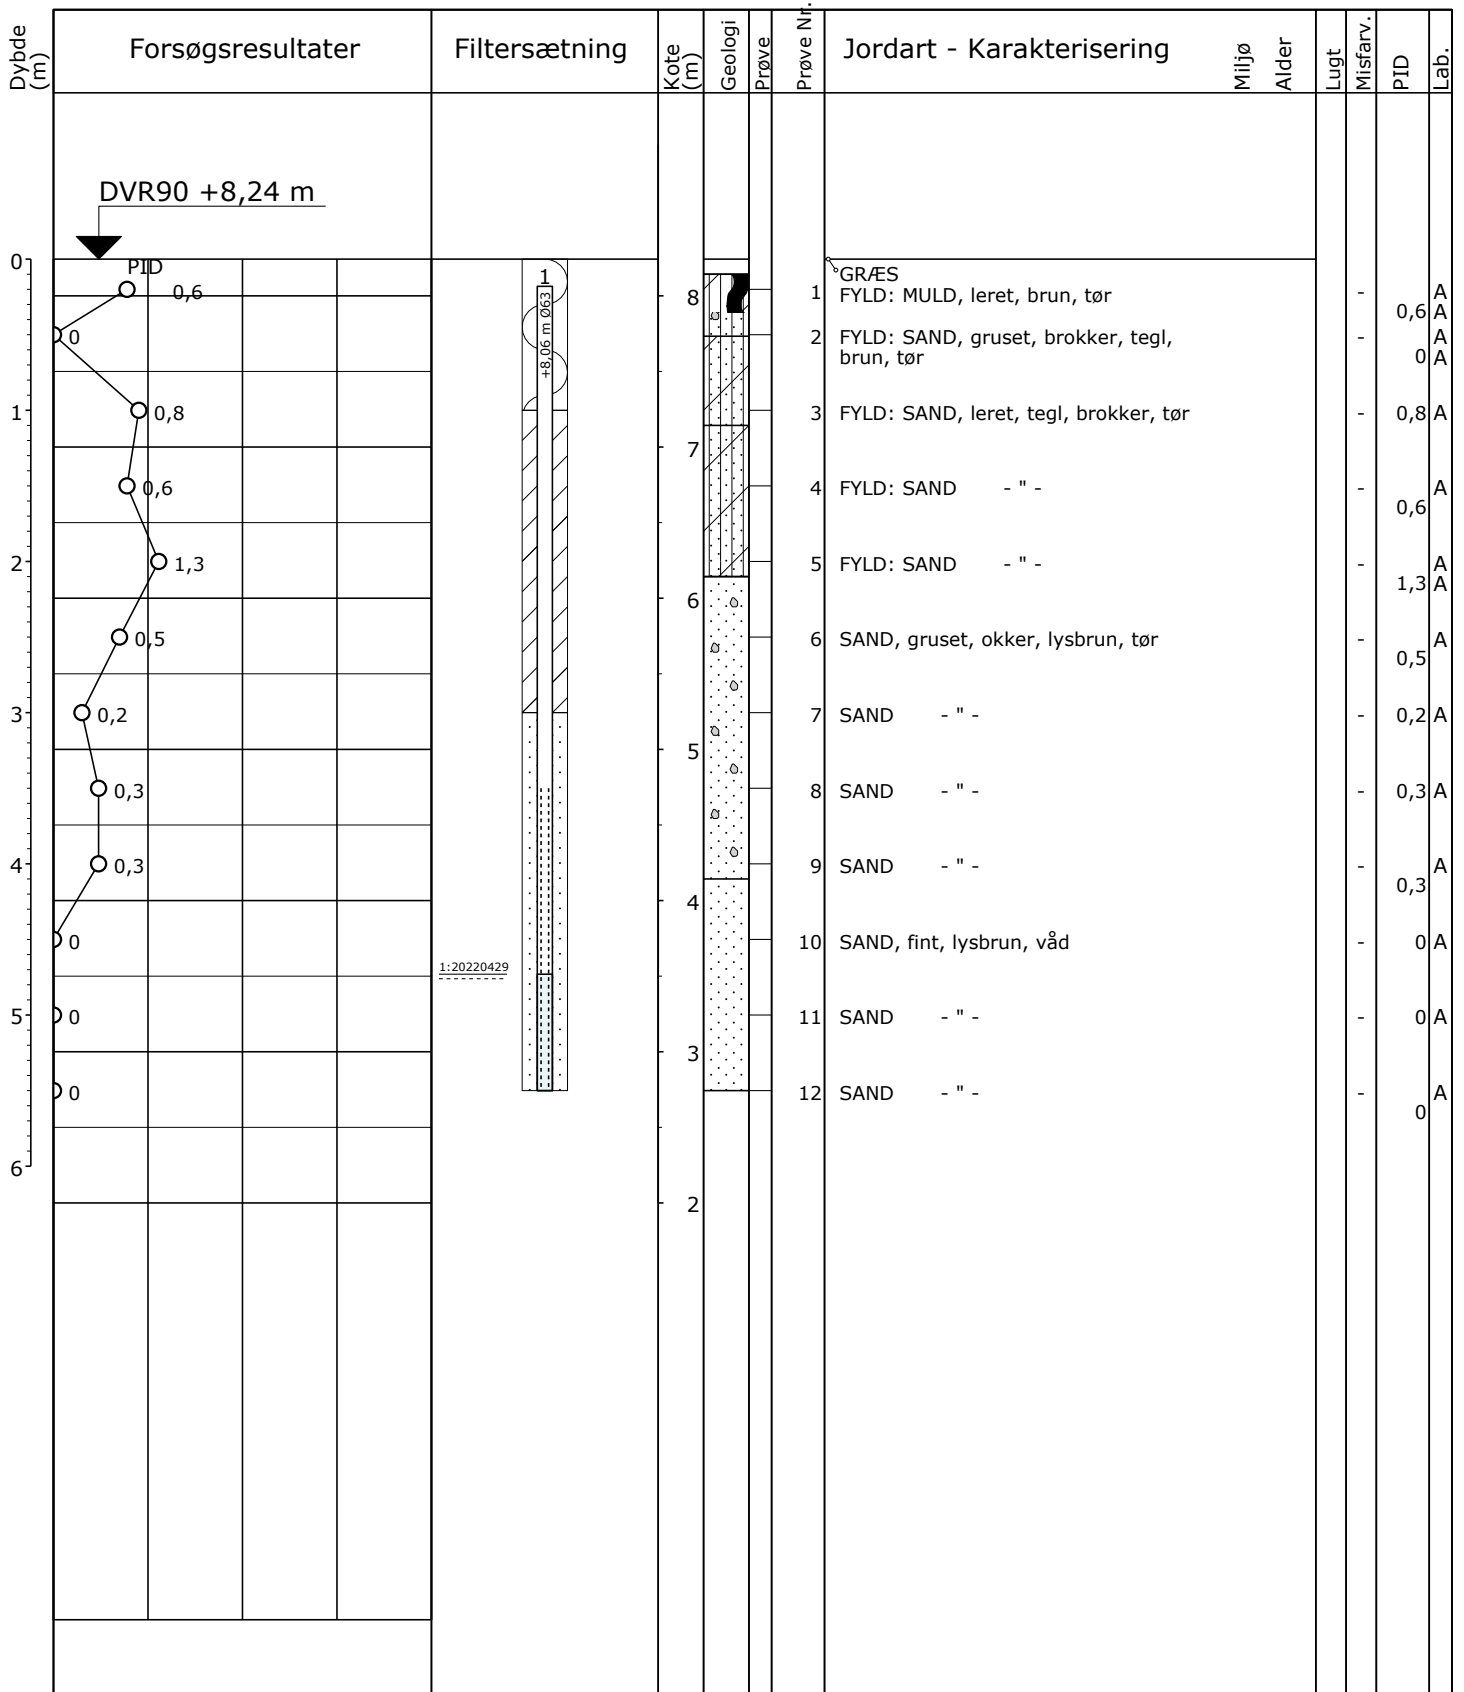 Dybde (m)
Forsøgsresultater
Filtersætning
Kote (m)
Geologi
Prøve
Prøve Nr.
Jordart - Karakterisering
Miljø
Alder
Lugt
Misfarv.
PID
Lab.
DVR90 +8,24 m
0
PID
1
GRÆS
0,6
+8,06 m Ø63
8
1 FYLD: MULD, leret, brun, tør - 0,6 A
A
0
2 FYLD: SAND, gruset, brokker, tegl, - A
brun, tør 0 A
1
0,8
3 FYLD: SAND, leret, tegl, brokker, tør - 0,8 A
7
0,6
4 FYLD: SAND - " - - A
0,6
2
1,3
5 FYLD: SAND - " - - A
1,3 A
6
0,5
6 SAND, gruset, okker, lysbrun, tør - A
0,5
3
0,2
7 SAND - " - - 0,2 A
5
0,3
8 SAND - " - - 0,3 A
4
0,3
9 SAND - " - - A
0,3
4
0
10 SAND, fint, lysbrun, våd - 0 A
1:20220429
5
0
11 SAND - " - - 0 A
3
0
12 SAND - " - - A
0
6
2